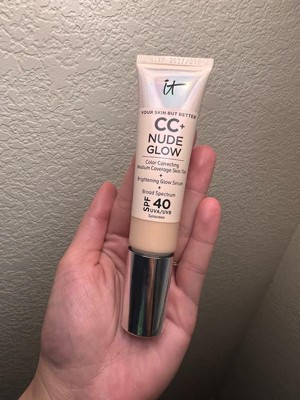 it
YOUR SKIN BUT BETTER
CC+
NUDE
GLOW
Color Correcting
Medium Coverage Skin Tint
+
Brightening Glow Serum
+
Broad Spectrum
SPF 40
UVA/UVB
Sunscreen